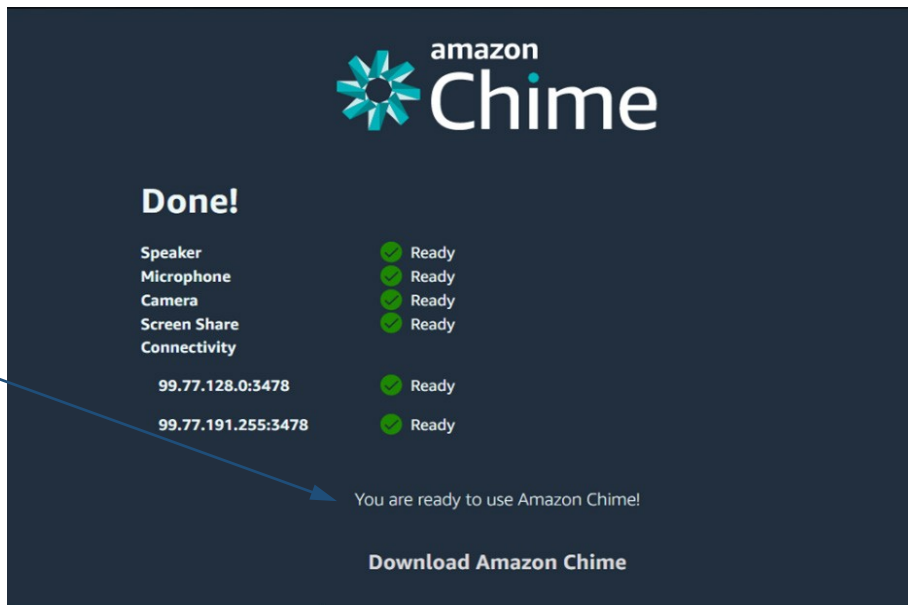 amazon
Chime
Done!
Speaker Ready
Microphone Ready
Camera Ready
Screen Share Ready
Connectivity
99.77.128.0:3478 Ready
99.77.191.255:3478 Ready
You are ready to use Amazon Chime!
Download Amazon Chime